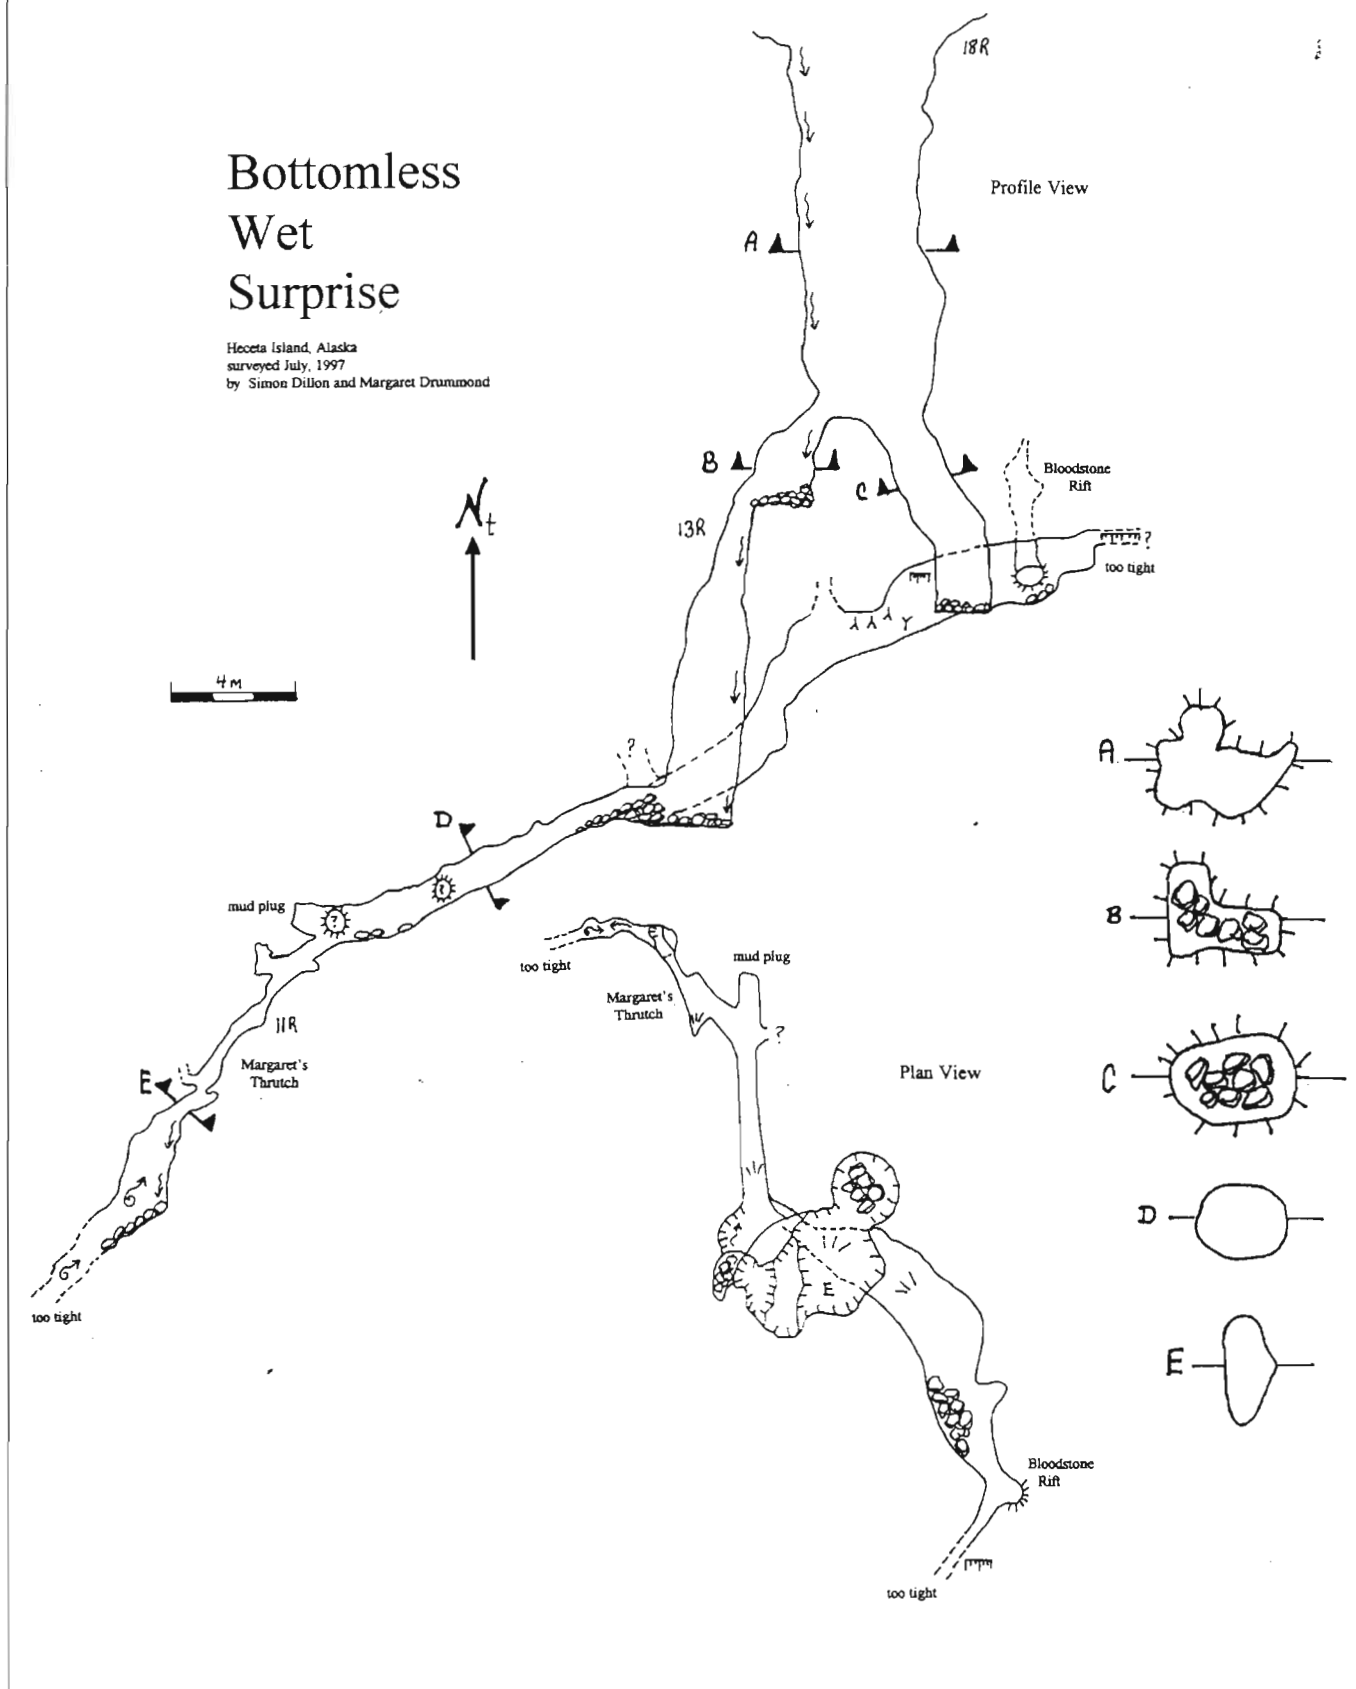 Bottomless
Wet
Surprise
Heceta Island, Alaska
surveyed July, 1997
by Simon Dillon and Margaret Drummond
Nt
4M
18R
Profile View
A
B
C
13R
Bloodstone
Rift
?
too tight
?
D
mud plug
?
?
11R
Margaret's
Thrutch
E
too tight
too tight
Margaret's
Thrutch
mud plug
?
Plan View
E
Bloodstone
Rift
too tight
A
B
C
D
E